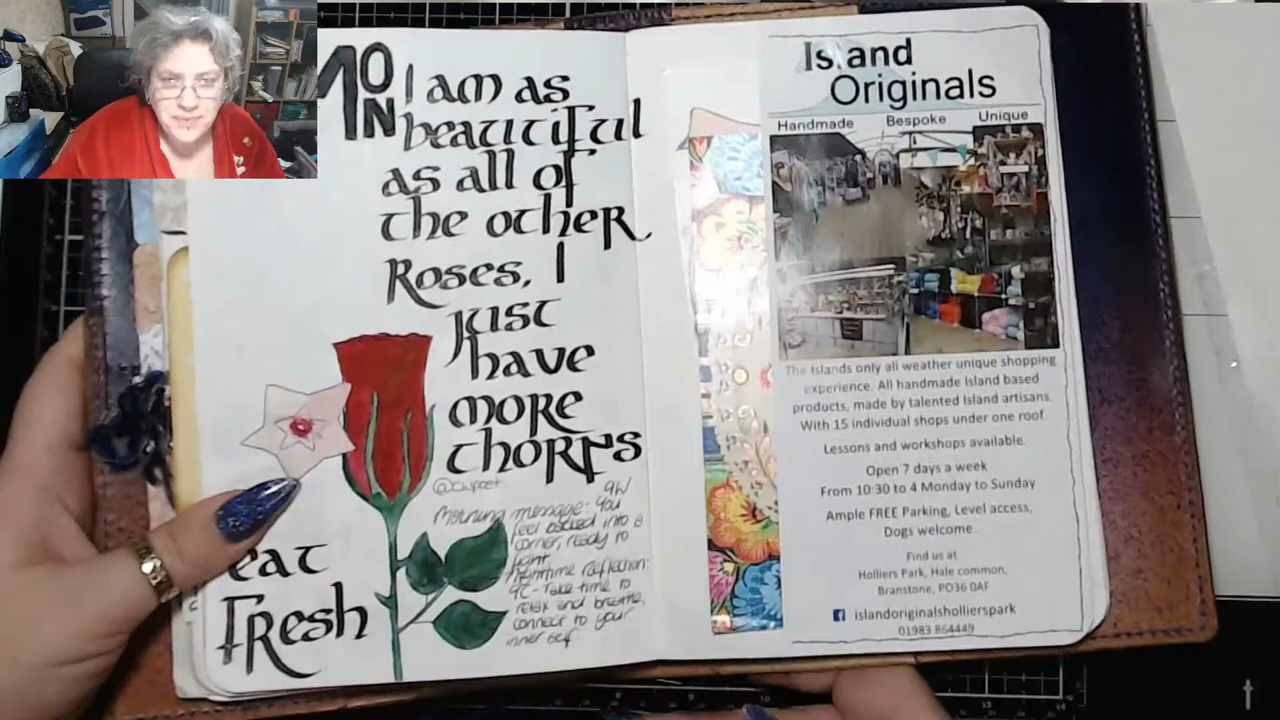 MON
I am as
beautiful
as all of
the other
Roses, I
just
have
more
thorns
@cwpoet
9W
Morning message: You
feel backed into a
corner, ready to
fight
Nighttime reflection:
9C - Take time to
relax and breathe,
connect to your
inner self
eat
Fresh
Island
Originals
Handmade Bespoke Unique
The Islands only all weather unique shopping
experience. All handmade Island based
products, made by talented Island artisans.
With 15 individual shops under one roof.
Lessons and workshops available.
Open 7 days a week
From 10:30 to 4 Monday to Sunday
Ample FREE Parking, Level access,
Dogs welcome
Find us at
Holliers Park, Hale common,
Branstone, PO36 0AF
islandoriginalshollierspark
01983 864449